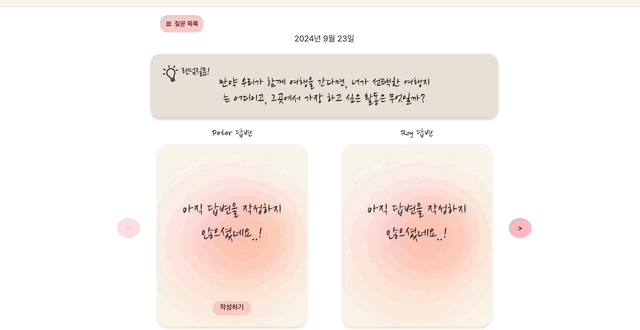 ≡ 질문 목록
2024년 9월 23일
랜덤질문!
만약 우리가 함께 여행을 간다면, 너가 선택한 여행지
는 어디이고, 그곳에서 가장 하고 싶은 활동은 무엇일까?
Peter 답변
Roy 답변
아직 답변을 작성하지
않으셨네요..!
작성하기
아직 답변을 작성하지
않으셨네요..!
<
>